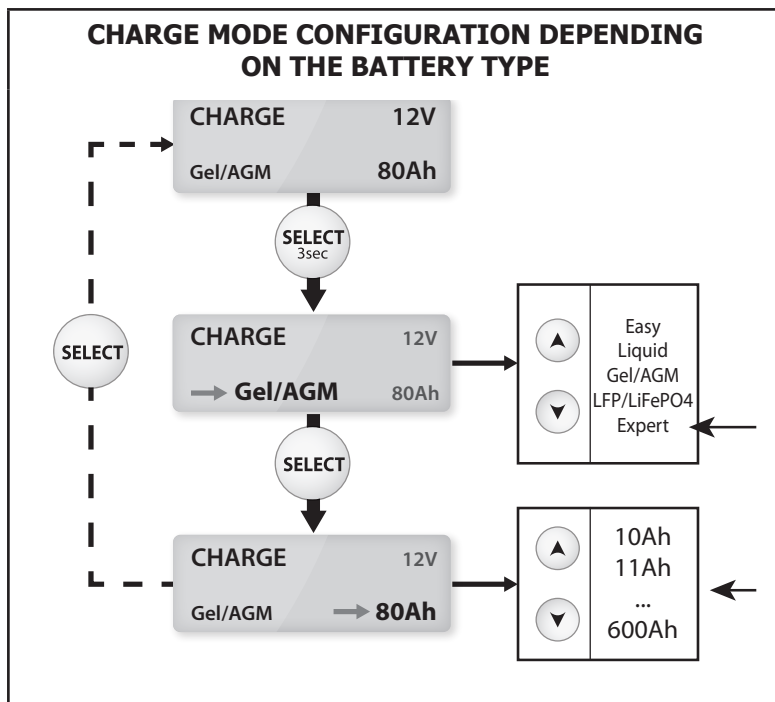 CHARGE MODE CONFIGURATION DEPENDING
ON THE BATTERY TYPE
CHARGE 12V
Gel/AGM 80Ah
SELECT
3sec
CHARGE 12V
Gel/AGM 80Ah
Easy
Liquid
Gel/AGM
LFP/LiFePO4
Expert
SELECT
SELECT
CHARGE 12V
Gel/AGM 80Ah
10Ah
11Ah
...
600Ah